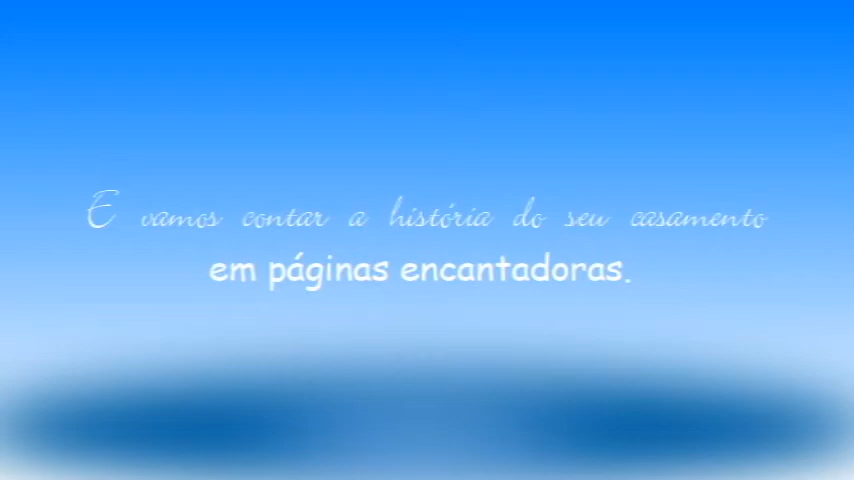 E vamos contar a história do seu casamento
em páginas encantadoras.